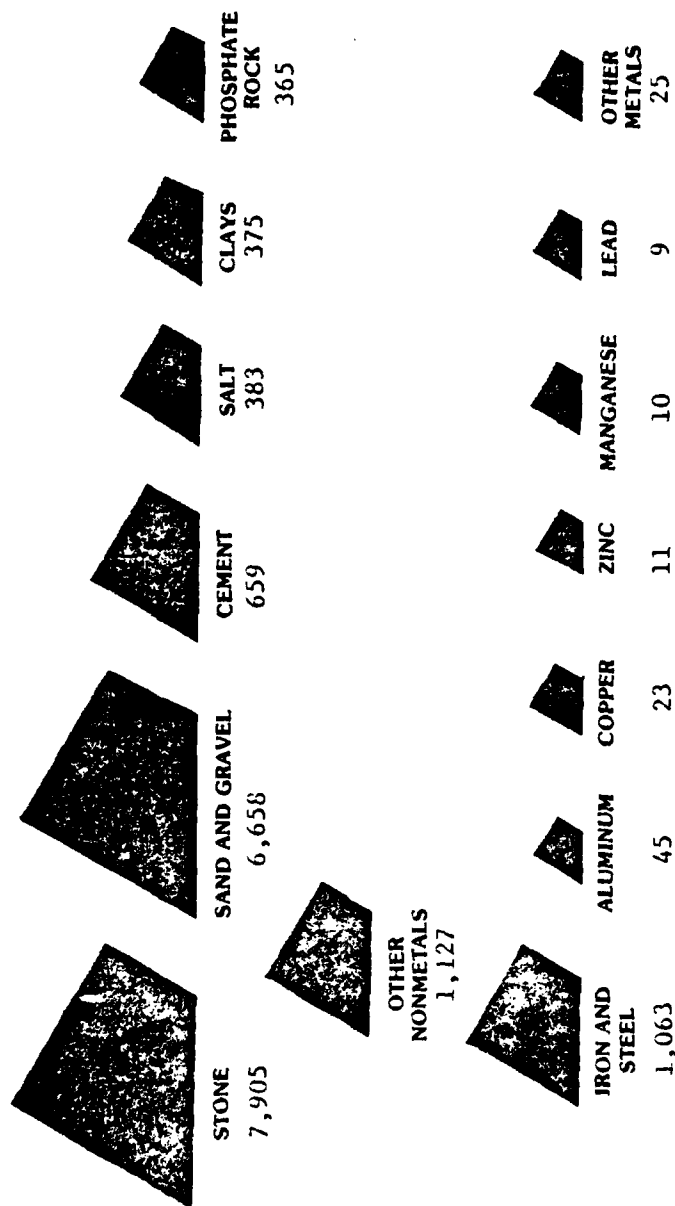 STONE
7,905
SAND AND GRAVEL
6,658
CEMENT
659
SALT
383
CLAYS
375
PHOSPHATE
ROCK
365
OTHER
NONMETALS
1,127
IRON AND
STEEL
1,063
ALUMINUM
45
COPPER
23
ZINC
11
MANGANESE
10
LEAD
9
OTHER
METALS
25